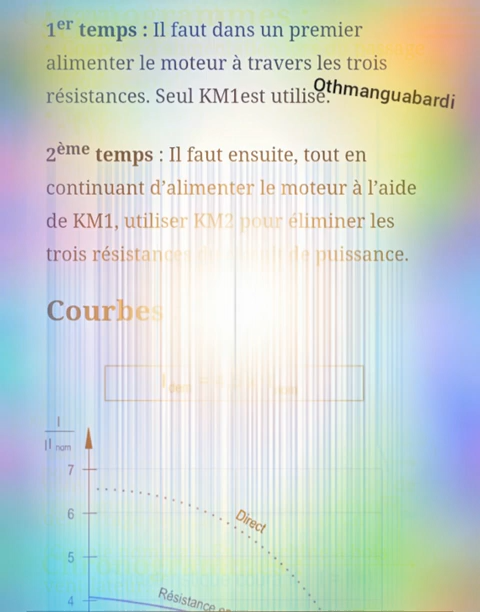 1er temps : Il faut dans un premier
alimenter le moteur à travers les trois
résistances. Seul KM1est utilisé.
Othmanguabardi
2ème temps : Il faut ensuite, tout en
continuant d’alimenter le moteur à l’aide
de KM1, utiliser KM2 pour éliminer les
trois résistances de puissance.
Courbes
I
I nom
7
6
Direct
5
4
Résistance